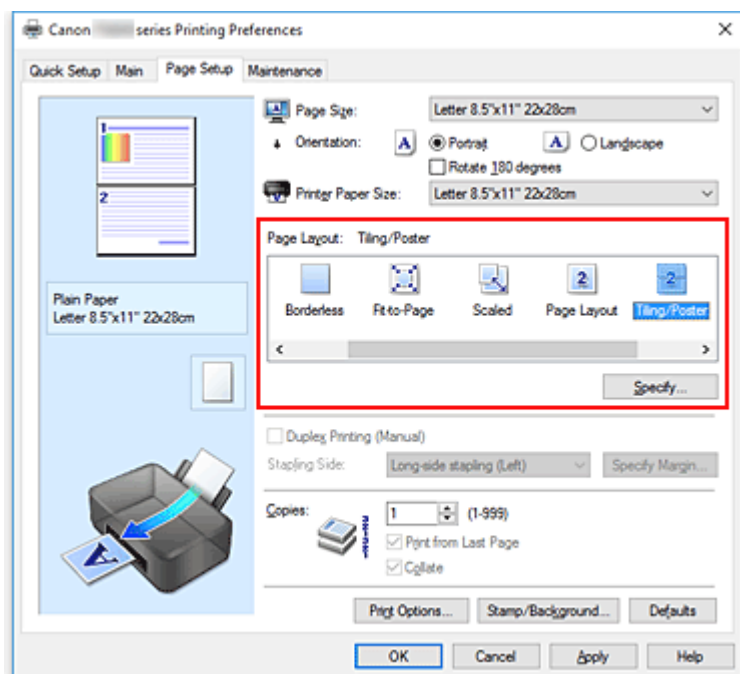 Canon series Printing Preferences
Quick Setup Main Page Setup Maintenance
Page Size: Letter 8.5"x11" 22x28cm
Orientation: A Portrait A Landscape
Rotate 180 degrees
Printer Paper Size: Letter 8.5"x11" 22x28cm
1
2
Page Layout: Tiling/Poster
2 2
Borderless Fit-to-Page Scaled Page Layout Tiling/Poster
Plain Paper
Letter 8.5"x11" 22x28cm
Specify...
Duplex Printing (Manual)
Stapling Side: Long-side stapling (Left) Specify Margin...
Copies: 1 (1-999)
Print from Last Page
Collate
A
Print Options... Stamp/Background... Defaults
OK Cancel Apply Help